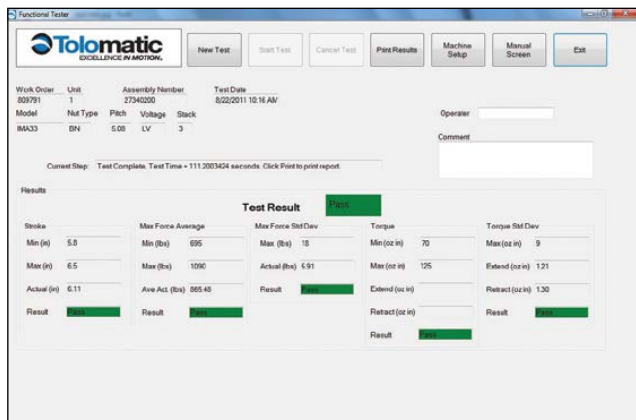 Functional Tester
Tolomatic
EXCELLENCE IN MOTION.
New Test
Start Test
Cancel Test
Print Results
Machine Setup
Manual Screen
Exit
Work Order Unit Assembly Number Test Date
809791 1 27340200 8/22/2011 10:16 AM
Model Nut Type Pitch Voltage Stack
IMA33 BN 5.08 LV 3
Operator
Comment
Current Step: Test Complete. Test Time = 111.2003424 seconds. Click Print to print report.
Results
Test Result Pass
Stroke
Min (in) 5.8
Max (in) 6.5
Actual (in) 6.11
Result Pass
Max Force Average
Min (lbs) 695
Max (lbs) 1090
Ave Act. (lbs) 865.48
Result Pass
Max Force Std Dev
Max (lbs) 18
Actual (lbs) 5.91
Result Pass
Torque
Min (oz in) 70
Max (oz in) 125
Extend (oz in)
Retract (oz in)
Result Pass
Torque Std Dev
Max (oz in) 9
Extend (oz in) 1.21
Retract (oz in) 1.30
Result Pass